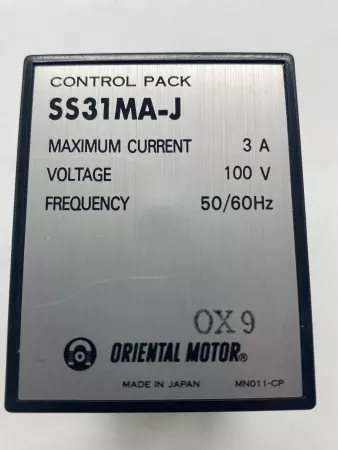 CONTROL PACK
SS31MA-J
MAXIMUM CURRENT 3 A
VOLTAGE 100 V
FREQUENCY 50/60Hz
OX9
ORIENTAL MOTOR®
MADE IN JAPAN MN011-CP